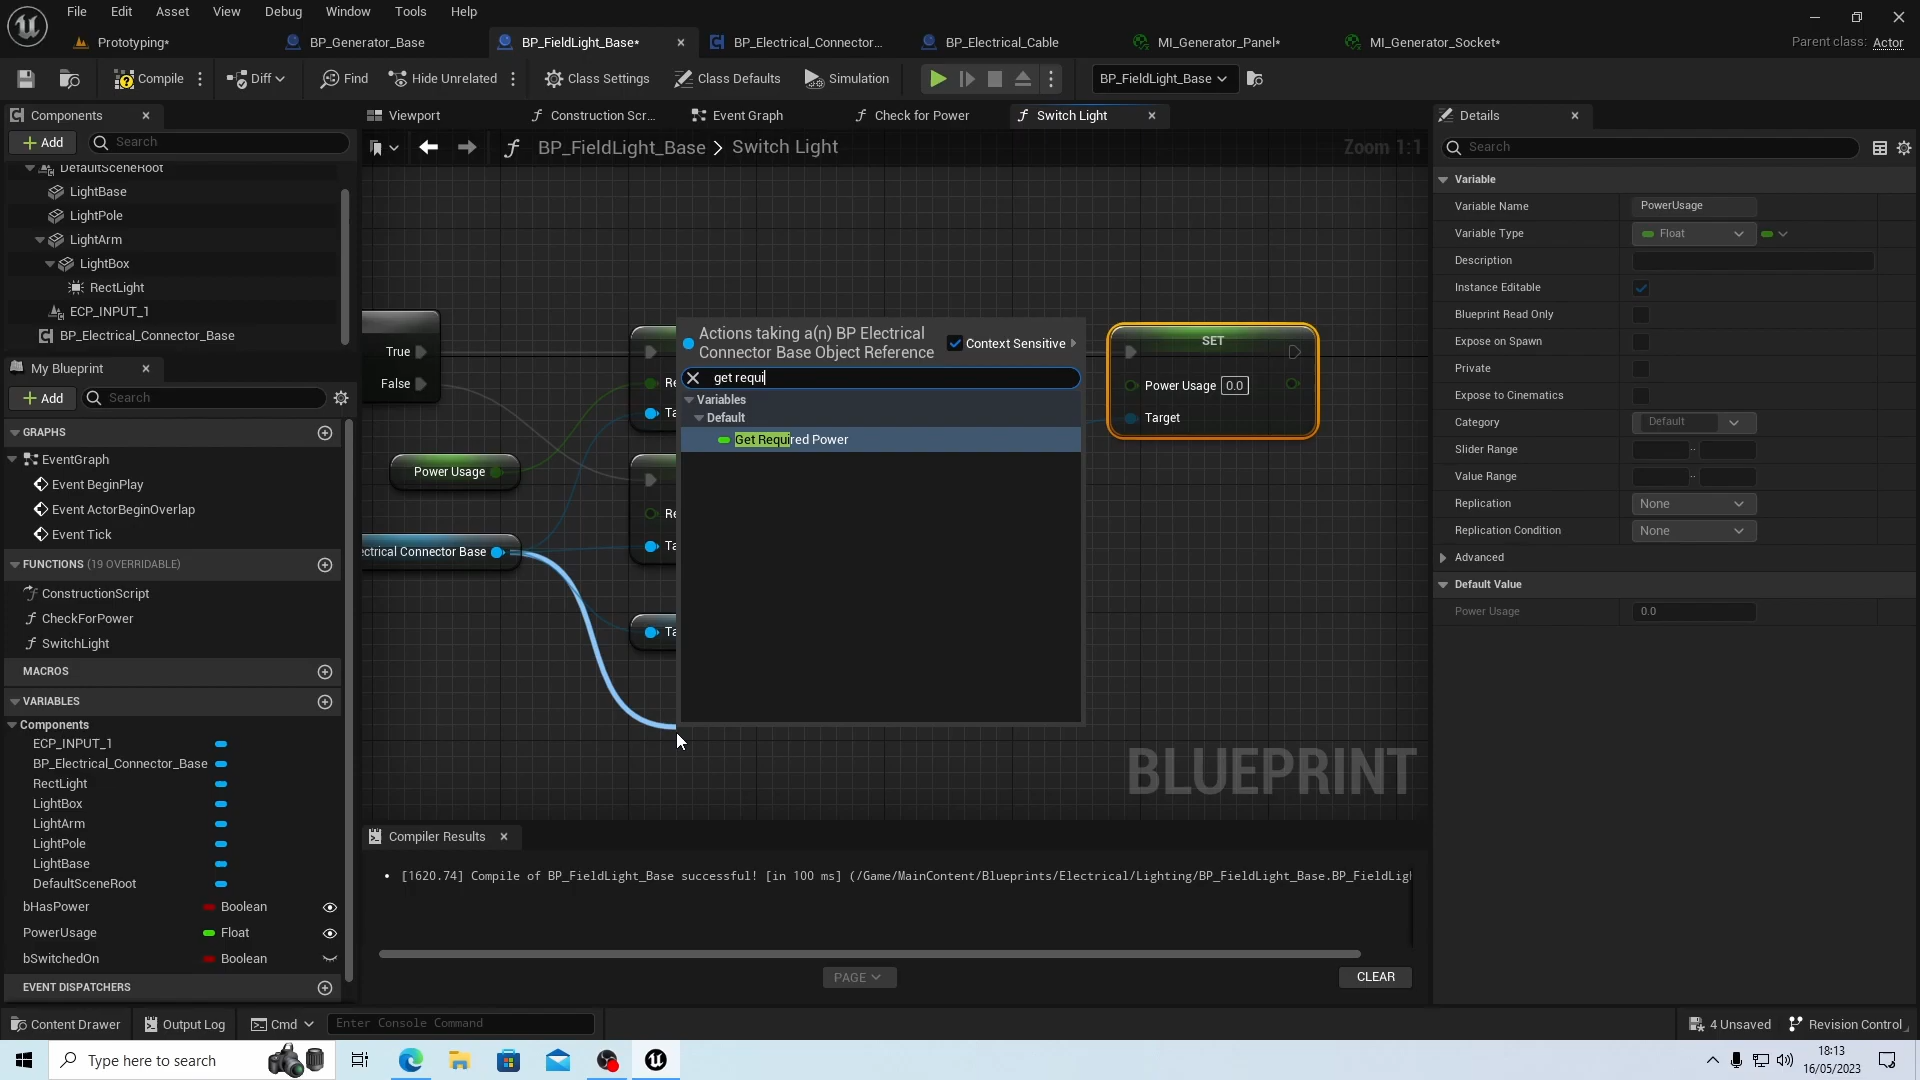 File Edit Asset View Debug Window Tools Help
Prototyping* BP_Generator_Base BP_FieldLight_Base* BP_Electrical_Connector... BP_Electrical_Cable MI_Generator_Panel* MI_Generator_Socket* Parent class: Actor
Compile Diff Find Hide Unrelated Class Settings Class Defaults Simulation BP_FieldLight_Base
Components Viewport Construction Scr... Event Graph Check for Power Switch Light Details
Add Search
BP_FieldLight_Base > Switch Light Zoom 1:1
Search
DefaultSceneRoot
LightBase
LightPole
LightArm
LightBox
RectLight
ECP_INPUT_1
BP_Electrical_Connector_Base
My Blueprint
Add Search
GRAPHS
EventGraph
Event BeginPlay
Event ActorBeginOverlap
Event Tick
FUNCTIONS (19 OVERRIDABLE)
ConstructionScript
CheckForPower
SwitchLight
MACROS
VARIABLES
Components
ECP_INPUT_1
BP_Electrical_Connector_Base
RectLight
LightBox
LightArm
LightPole
LightBase
DefaultSceneRoot
bHasPower Boolean
PowerUsage Float
bSwitchedOn Boolean
EVENT DISPATCHERS
True
False
Power Usage
ectrical Connector Base
Re
Ta
Re
Ta
Ta
Actions taking a(n) BP Electrical
Connector Base Object Reference
Context Sensitive
get requi
Variables
Default
Get Required Power
SET
Power Usage 0.0
Target
BLUEPRINT
Compiler Results
[1620.74] Compile of BP_FieldLight_Base successful! [in 100 ms] (/Game/MainContent/Blueprints/Electrical/Lighting/BP_FieldLight_Base.BP_FieldLigh
PAGE CLEAR
Variable
Variable Name PowerUsage
Variable Type Float
Description
Instance Editable
Blueprint Read Only
Expose on Spawn
Private
Expose to Cinematics
Category Default
Slider Range ..
Value Range ..
Replication None
Replication Condition None
Advanced
Default Value
Power Usage 0.0
Content Drawer Output Log Cmd Enter Console Command 4 Unsaved Revision Control
Type here to search
18:13
16/05/2023